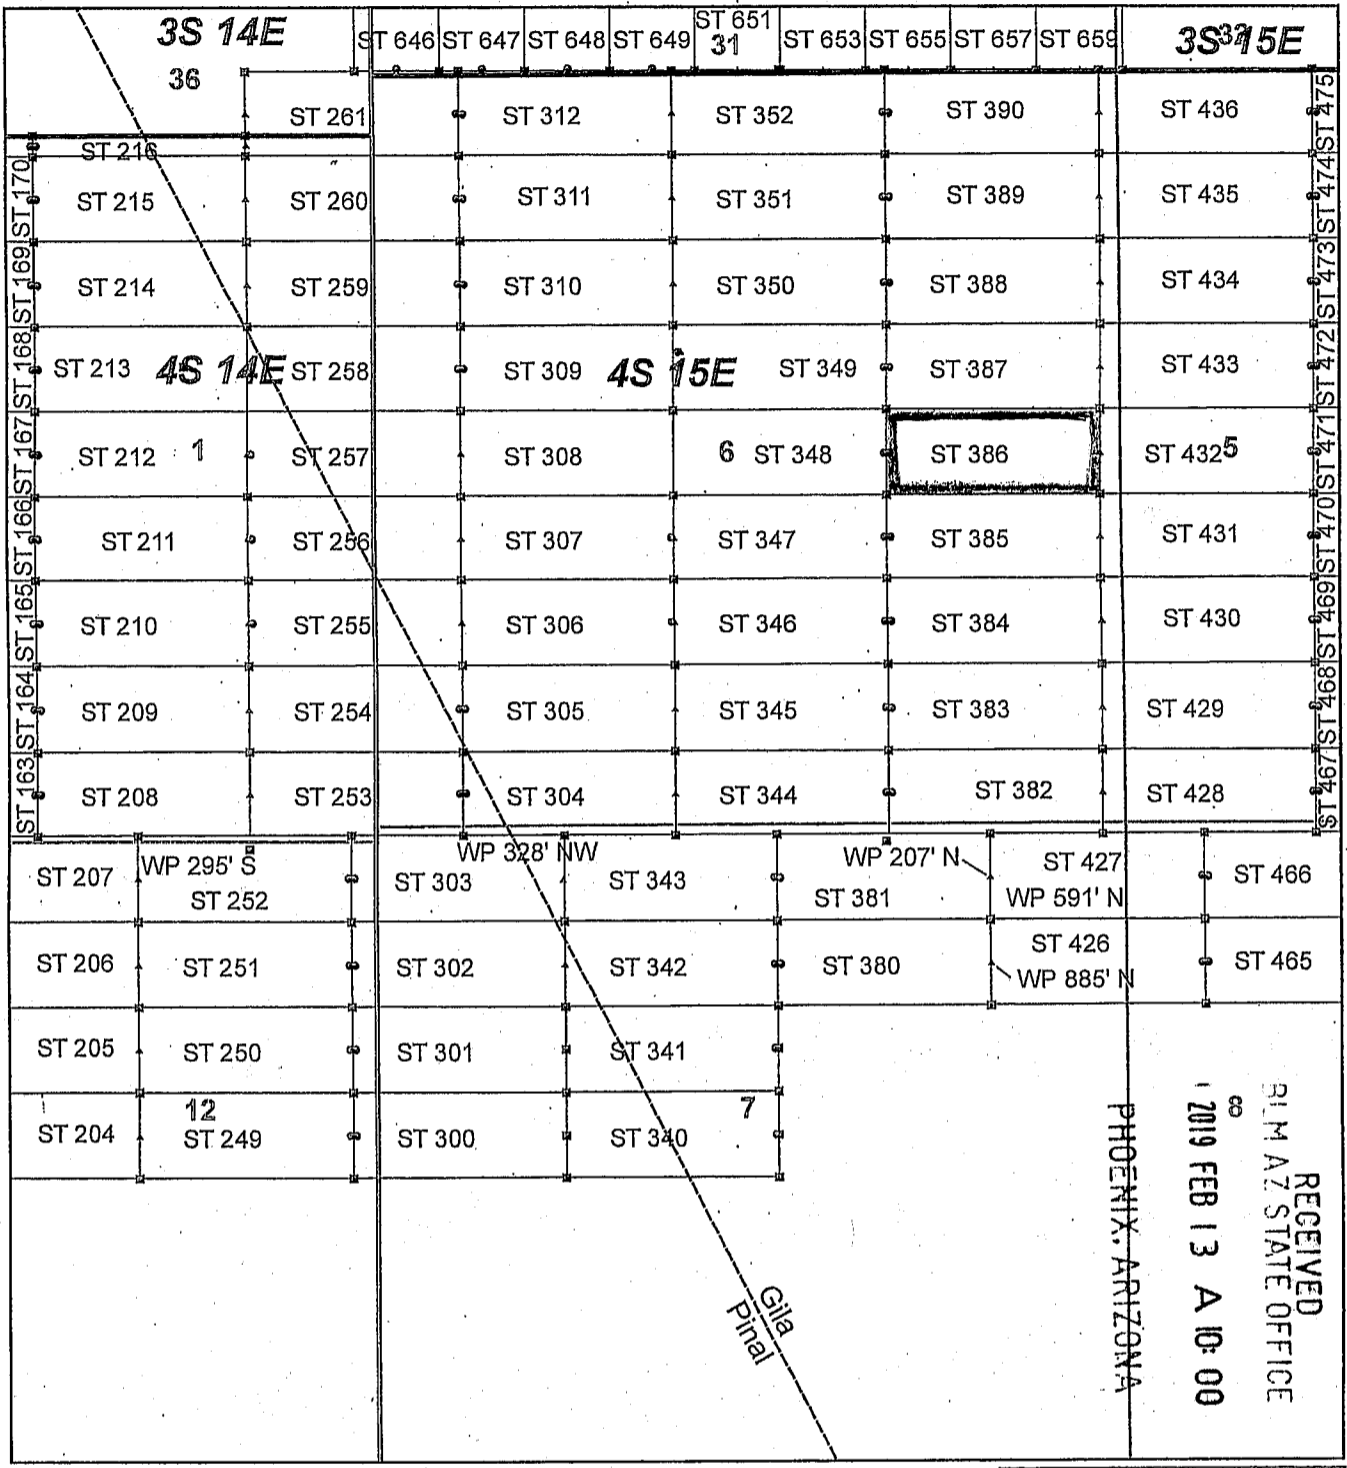 3S 14E
ST 646 ST 647 ST 648 ST 649 ST 651 ST 653 ST 655 ST 657 ST 659
31
3S 15E
32
36
ST 261 ST 312 ST 352 ST 390 ST 436 ST 475
ST 216
ST 170 ST 215 ST 260 ST 311 ST 351 ST 389 ST 435 ST 474
ST 169 ST 214 ST 259 ST 310 ST 350 ST 388 ST 434 ST 473
ST 168 ST 213 4S 14E ST 258 ST 309 4S 15E ST 349 ST 387 ST 433 ST 472
ST 167 ST 212 1 ST 257 ST 308 6 ST 348 ST 386 ST 432 5 ST 471
ST 166 ST 211 ST 256 ST 307 ST 347 ST 385 ST 431 ST 470
ST 165 ST 210 ST 255 ST 306 ST 346 ST 384 ST 430 ST 469
ST 164 ST 209 ST 254 ST 305 ST 345 ST 383 ST 429 ST 468
ST 163 ST 208 ST 253 ST 304 ST 344 ST 382 ST 428 ST 467
WP 295' S WP 328' NW WP 207' N
ST 207 ST 252 ST 303 ST 343 ST 381 ST 427 ST 466
WP 591' N
ST 206 ST 251 ST 302 ST 342 ST 380 ST 426 ST 465
WP 885' N
ST 205 ST 250 ST 301 ST 341
12 7
ST 204 ST 249 ST 300 ST 340
Gila
Pinal
RECEIVED
BLM AZ STATE OFFICE
2019 FEB 13 A 10:00
PHOENIX, ARIZONA